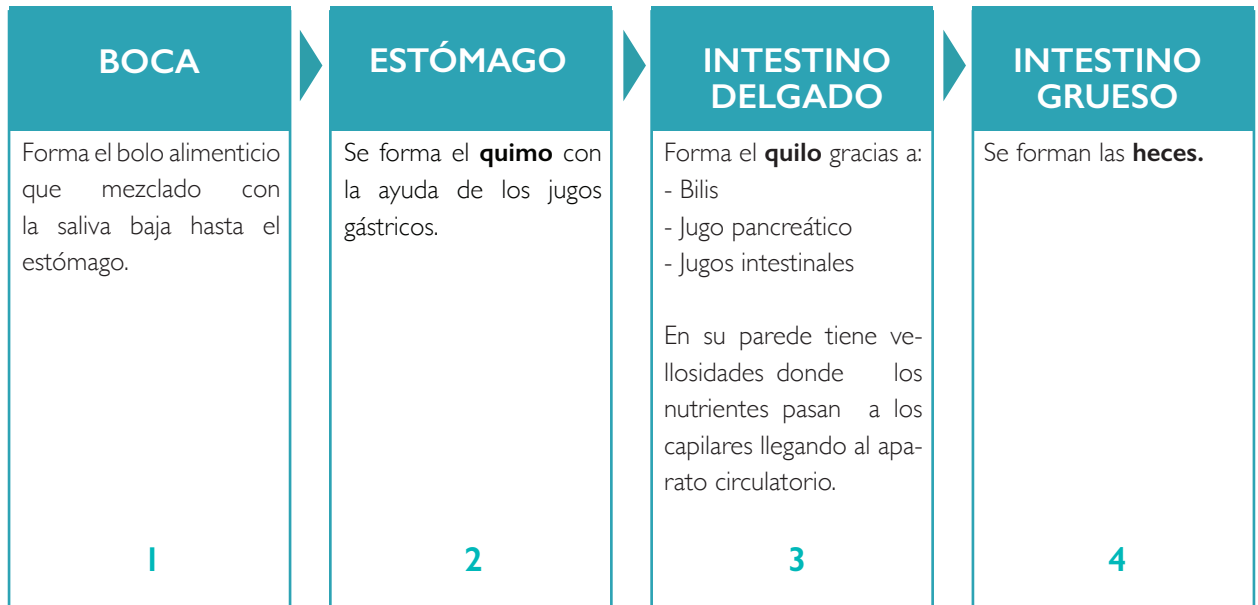 BOCA
Forma el bolo alimenticio
que mezclado con
la saliva baja hasta el
estómago.
1
ESTÓMAGO
Se forma el quimo con
la ayuda de los jugos
gástricos.
2
INTESTINO
DELGADO
Forma el quilo gracias a:
- Bilis
- Jugo pancreático
- Jugos intestinales
En su pared tiene ve-
llosidades donde los
nutrientes pasan a los
capilares llegando al apa-
rato circulatorio.
3
INTESTINO
GRUESO
Se forman las heces.
4